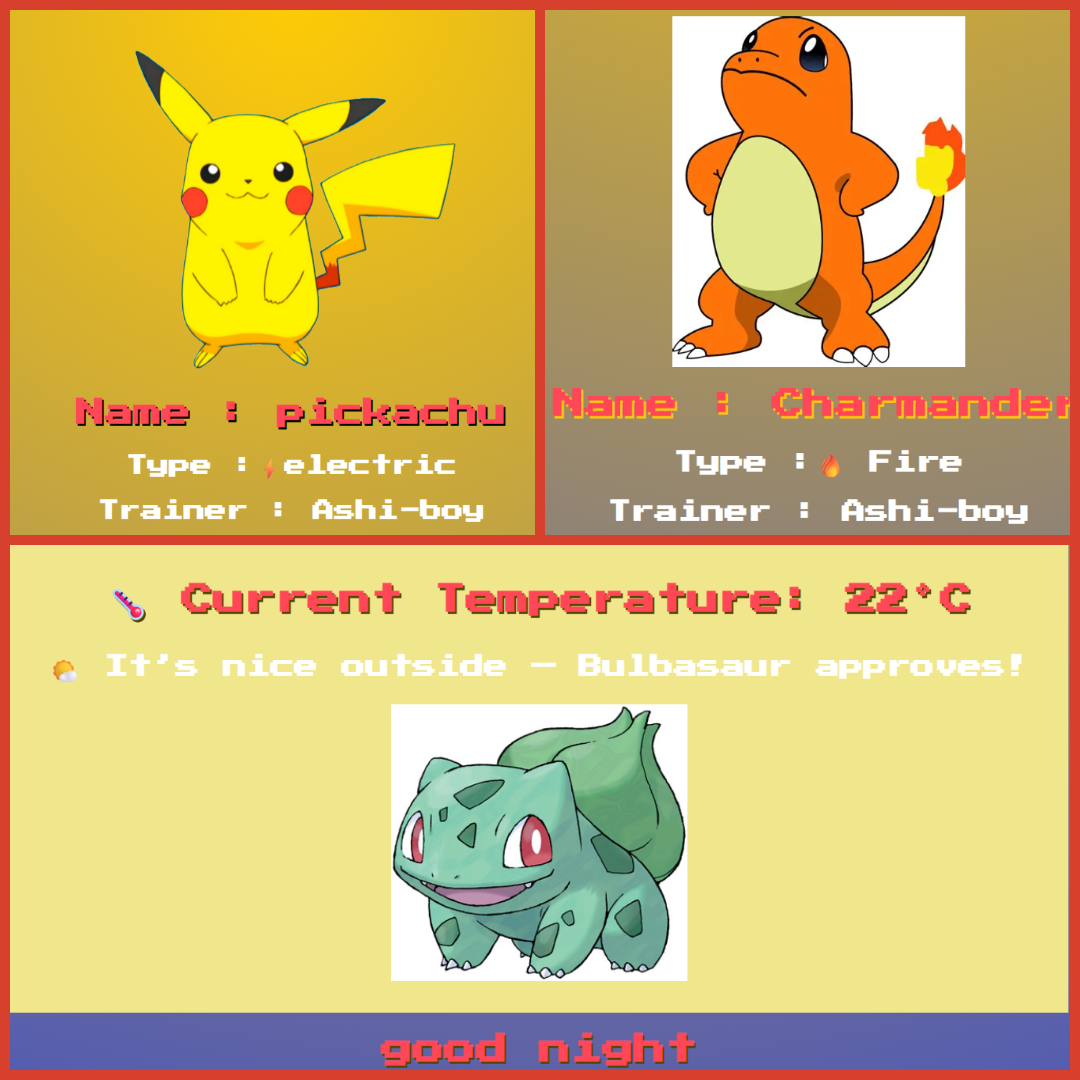 Name : pickachu
Type :⚡electric
Trainer : Ashi-boy
Name : Charmander
Type :🔥 Fire
Trainer : Ashi-boy
🌡️ Current Temperature: 22°C
🌤️ It's nice outside — Bulbasaur approves!
good night